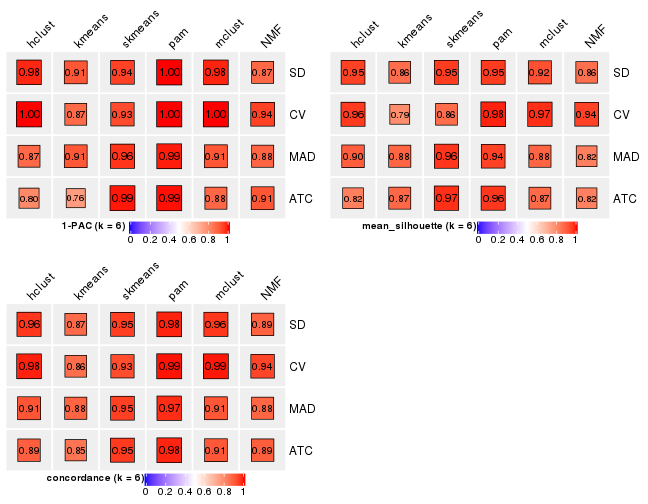 hclust kmeans skmeans pam mclust NMF
0.98 0.91 0.94 1.00 0.98 0.87 SD
1.00 0.87 0.93 1.00 1.00 0.94 CV
0.87 0.91 0.96 0.99 0.91 0.88 MAD
0.80 0.76 0.99 0.99 0.88 0.91 ATC
1-PAC (k = 6)
0 0.2 0.4 0.6 0.8 1
hclust kmeans skmeans pam mclust NMF
0.95 0.86 0.95 0.95 0.92 0.86 SD
0.96 0.79 0.86 0.98 0.97 0.94 CV
0.90 0.88 0.96 0.94 0.88 0.82 MAD
0.82 0.87 0.97 0.96 0.87 0.82 ATC
mean_silhouette (k = 6)
0 0.2 0.4 0.6 0.8 1
hclust kmeans skmeans pam mclust NMF
0.96 0.87 0.95 0.98 0.96 0.89 SD
0.98 0.86 0.93 0.99 0.99 0.94 CV
0.91 0.88 0.95 0.97 0.91 0.88 MAD
0.89 0.85 0.95 0.98 0.91 0.89 ATC
concordance (k = 6)
0 0.2 0.4 0.6 0.8 1